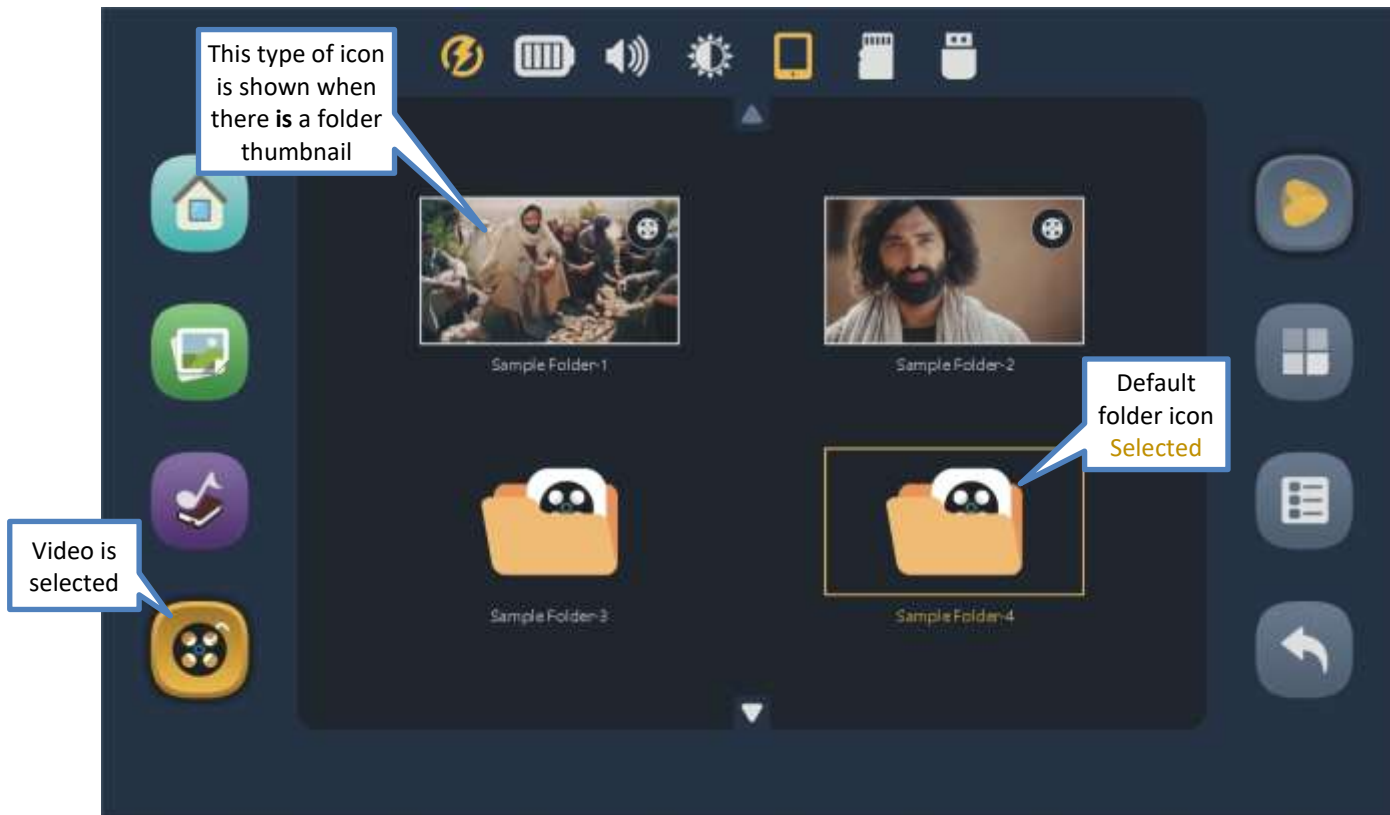 This type of icon
is shown when
there is a folder
thumbnail
Sample Folder-1
Sample Folder-2
Default
folder icon
Selected
Video is
selected
Sample Folder-3
Sample Folder-4